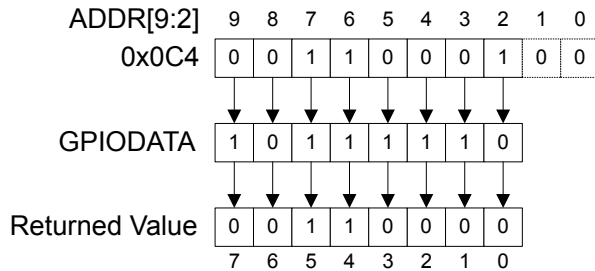 ADDR[9:2] 9 8 7 6 5 4 3 2 1 0
0x0C4 0 0 1 1 0 0 0 1 0 0
GPIODATA 1 0 1 1 1 1 1 0
Returned Value 0 0 1 1 0 0 0 0
7 6 5 4 3 2 1 0